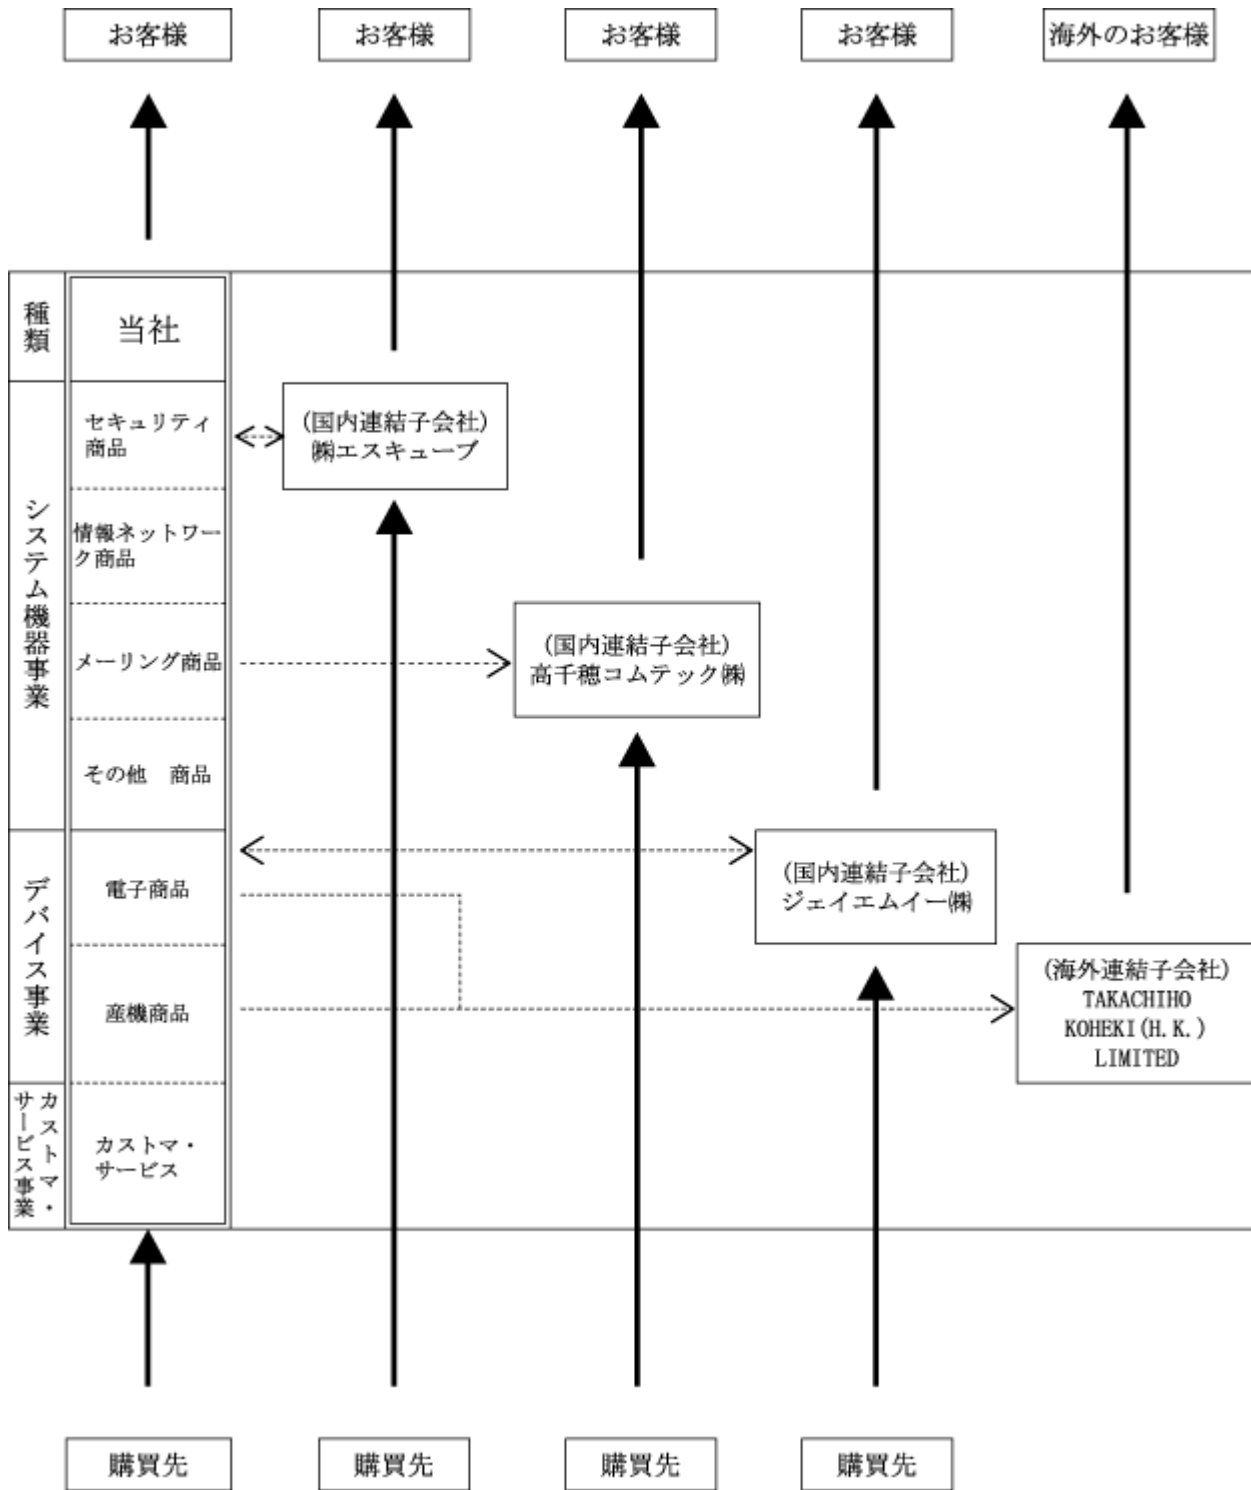 お客様
お客様
お客様
お客様
海外のお客様
種類
当社
システム機器事業
セキュリティ
商品
(国内連結子会社)
㈱エスキューブ
情報ネットワー
ク商品
メーリング商品
(国内連結子会社)
高千穂コムテック㈱
その他　商品
デバイス事業
電子商品
(国内連結子会社)
ジェイエムイー㈱
産機商品
(海外連結子会社)
TAKACHIHO
KOHEKI(H.K.)
LIMITED
カストマ・
サービス事業
カストマ・
サービス
購買先
購買先
購買先
購買先